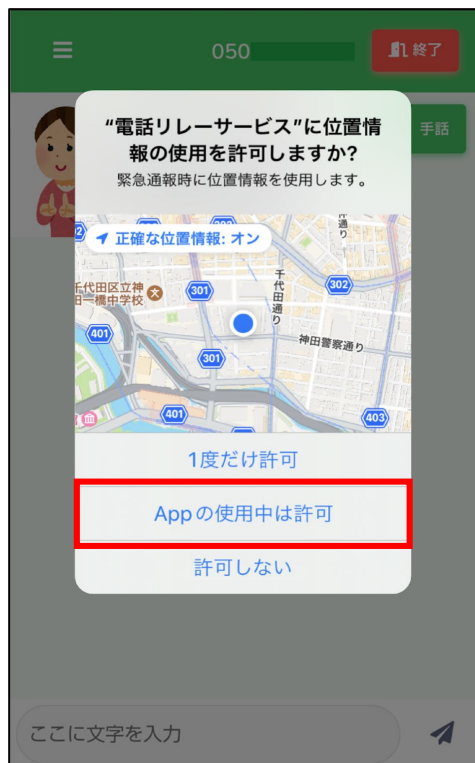 050
終了
手話
“電話リレーサービス”に位置情
報の使用を許可しますか?
緊急通報時に位置情報を使用します。
正確な位置情報: オン
千代田区立神
田一橋中学校
文
301
302
千代田通り
神田警察通り
401
301
401
403
1度だけ許可
Appの使用中は許可
許可しない
ここに文字を入力